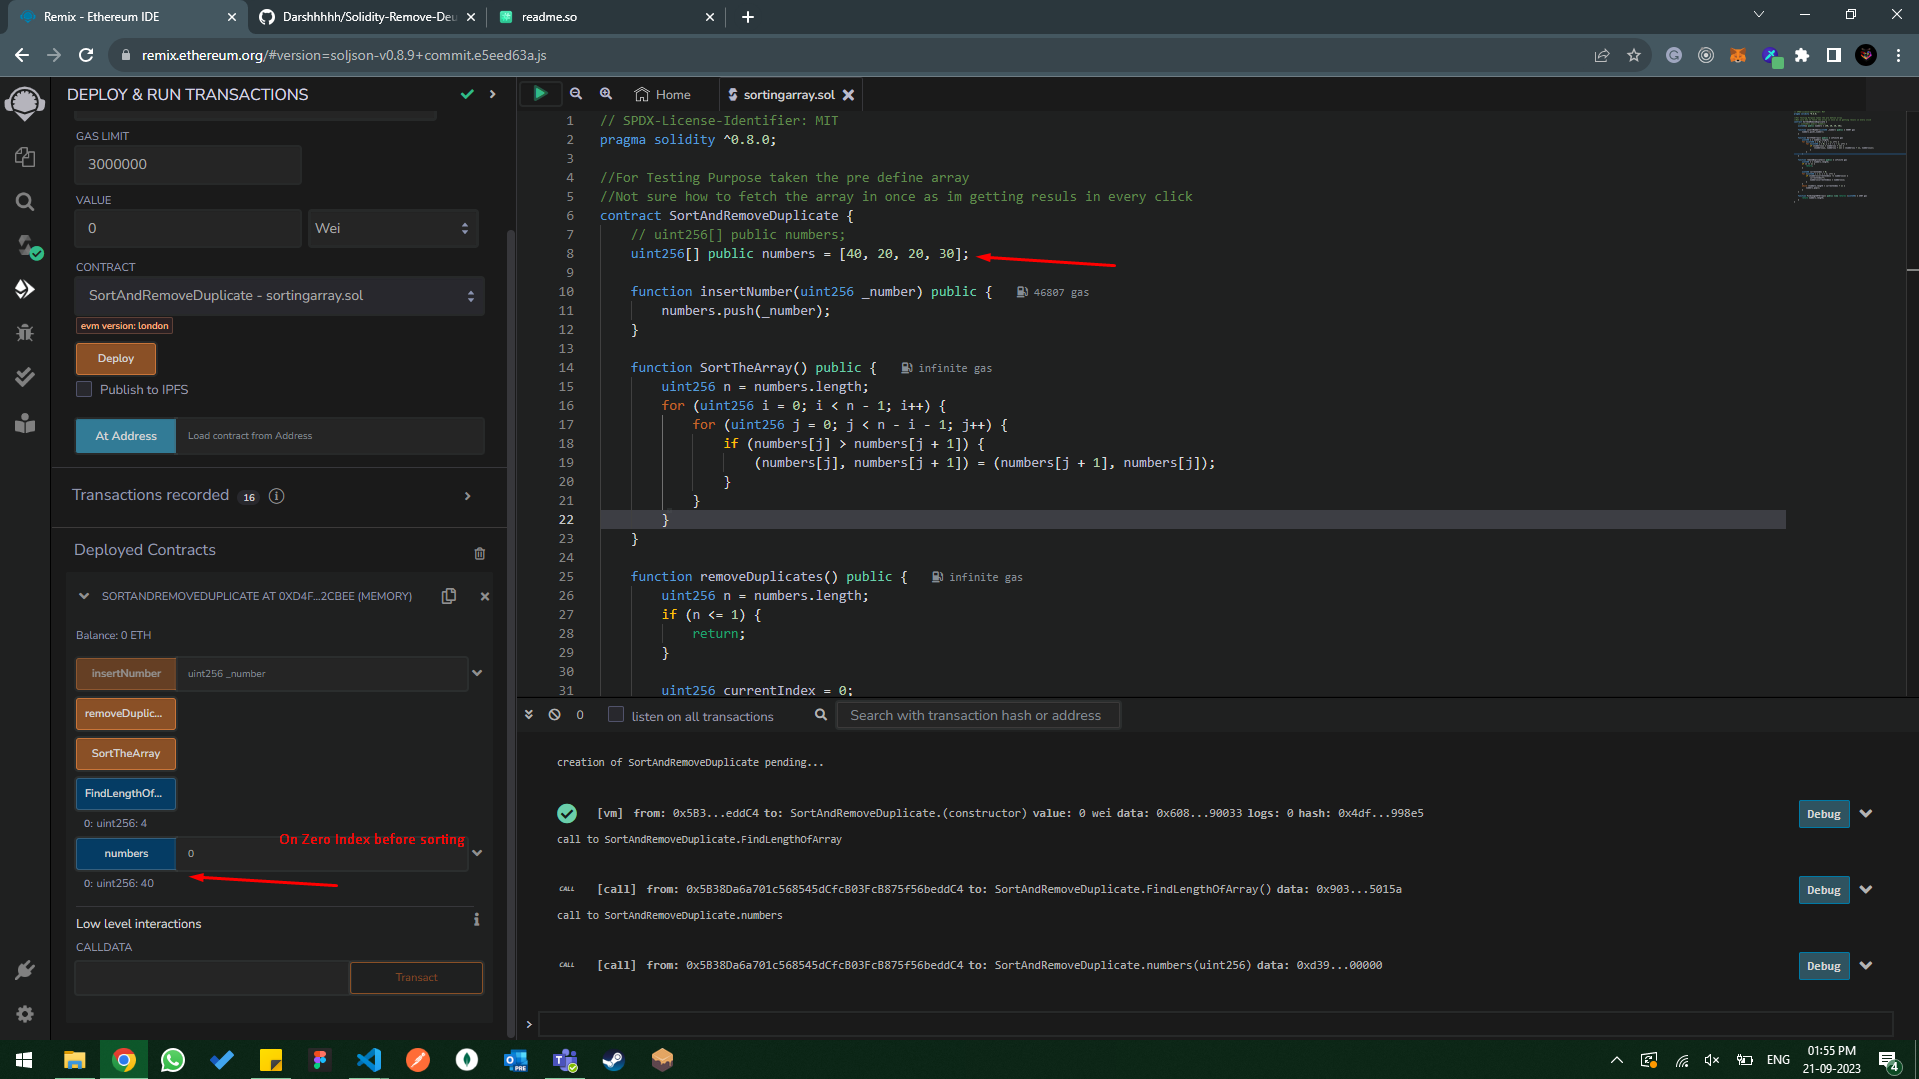 Remix - Ethereum IDE
Darshhhhh/Solidity-Remove-Deu
readme.so
remix.ethereum.org/#version=soljson-v0.8.9+commit.e5eed63a.js
DEPLOY & RUN TRANSACTIONS
GAS LIMIT
3000000
VALUE
0
Wei
CONTRACT
SortAndRemoveDuplicate - sortingarray.sol
evm version: london
Deploy
Publish to IPFS
At Address
Load contract from Address
Transactions recorded 16 i
Deployed Contracts
SORTANDREMOVEDUPLICATE AT 0XD4F...2CBEE (MEMORY)
Balance: 0 ETH
insertNumber
uint256 _number
removeDuplic...
SortTheArray
FindLengthOf...
0: uint256: 4
On Zero Index before sorting
numbers
0
0: uint256: 40
Low level interactions
i
CALLDATA
Transact
Home
sortingarray.sol
1 // SPDX-License-Identifier: MIT
2 pragma solidity ^0.8.0;
3
4 //For Testing Purpose taken the pre define array
5 //Not sure how to fetch the array in once as im getting resuls in every click
6 contract SortAndRemoveDuplicate {
7 // uint256[] public numbers;
8 uint256[] public numbers = [40, 20, 20, 30];
9
10 function insertNumber(uint256 _number) public { 46807 gas
11 numbers.push(_number);
12 }
13
14 function SortTheArray() public { infinite gas
15 uint256 n = numbers.length;
16 for (uint256 i = 0; i < n - 1; i++) {
17 for (uint256 j = 0; j < n - i - 1; j++) {
18 if (numbers[j] > numbers[j + 1]) {
19 (numbers[j], numbers[j + 1]) = (numbers[j + 1], numbers[j]);
20 }
21 }
22 }
23 }
24
25 function removeDuplicates() public { infinite gas
26 uint256 n = numbers.length;
27 if (n <= 1) {
28 return;
29 }
30
31 uint256 currentIndex = 0;
0
listen on all transactions
Search with transaction hash or address
creation of SortAndRemoveDuplicate pending...
[vm] from: 0x5B3...eddC4 to: SortAndRemoveDuplicate.(constructor) value: 0 wei data: 0x608...90033 logs: 0 hash: 0x4df...998e5
Debug
call to SortAndRemoveDuplicate.FindLengthOfArray
CALL [call] from: 0x5B38Da6a701c568545dCfcB03FcB875f56beddC4 to: SortAndRemoveDuplicate.FindLengthOfArray() data: 0x903...5015a
Debug
call to SortAndRemoveDuplicate.numbers
CALL [call] from: 0x5B38Da6a701c568545dCfcB03FcB875f56beddC4 to: SortAndRemoveDuplicate.numbers(uint256) data: 0xd39...00000
Debug
>
ENG
01:55 PM
21-09-2023
4